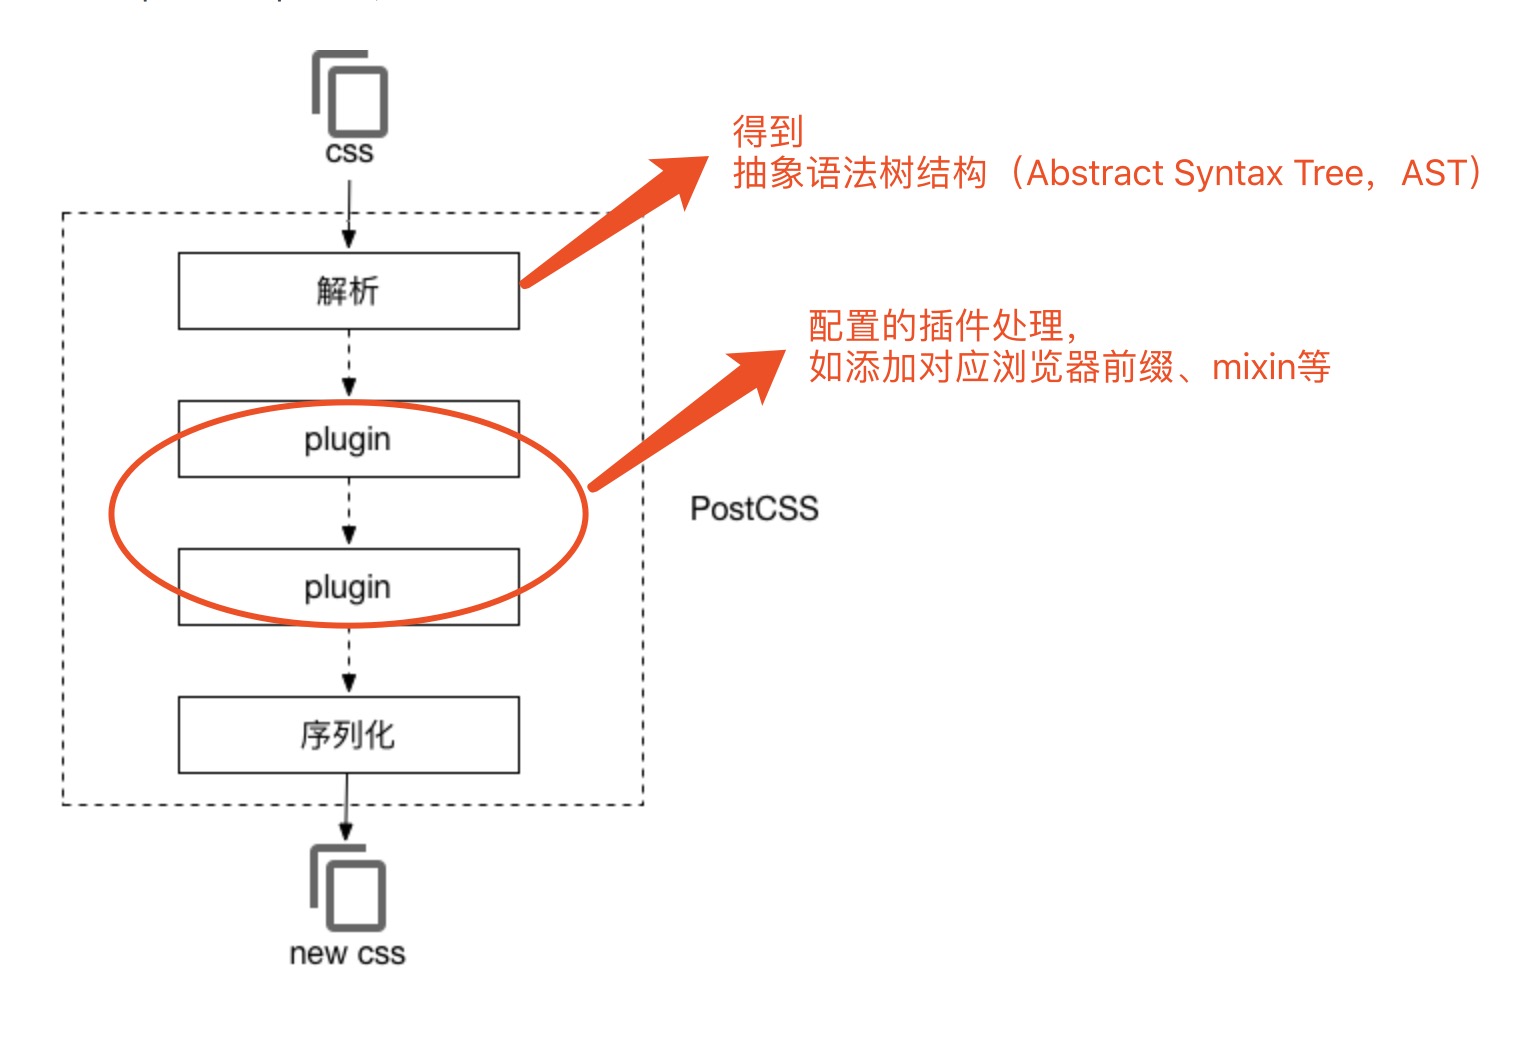 css
得到
抽象语法树结构（Abstract Syntax Tree，AST）
解析
配置的插件处理，
如添加对应浏览器前缀、mixin等
plugin
PostCSS
plugin
序列化
new css